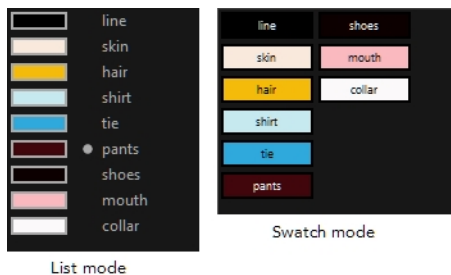 line
skin
hair
shirt
tie
pants
shoes
mouth
collar
List mode
line shoes
skin mouth
hair collar
shirt
tie
pants
Swatch mode